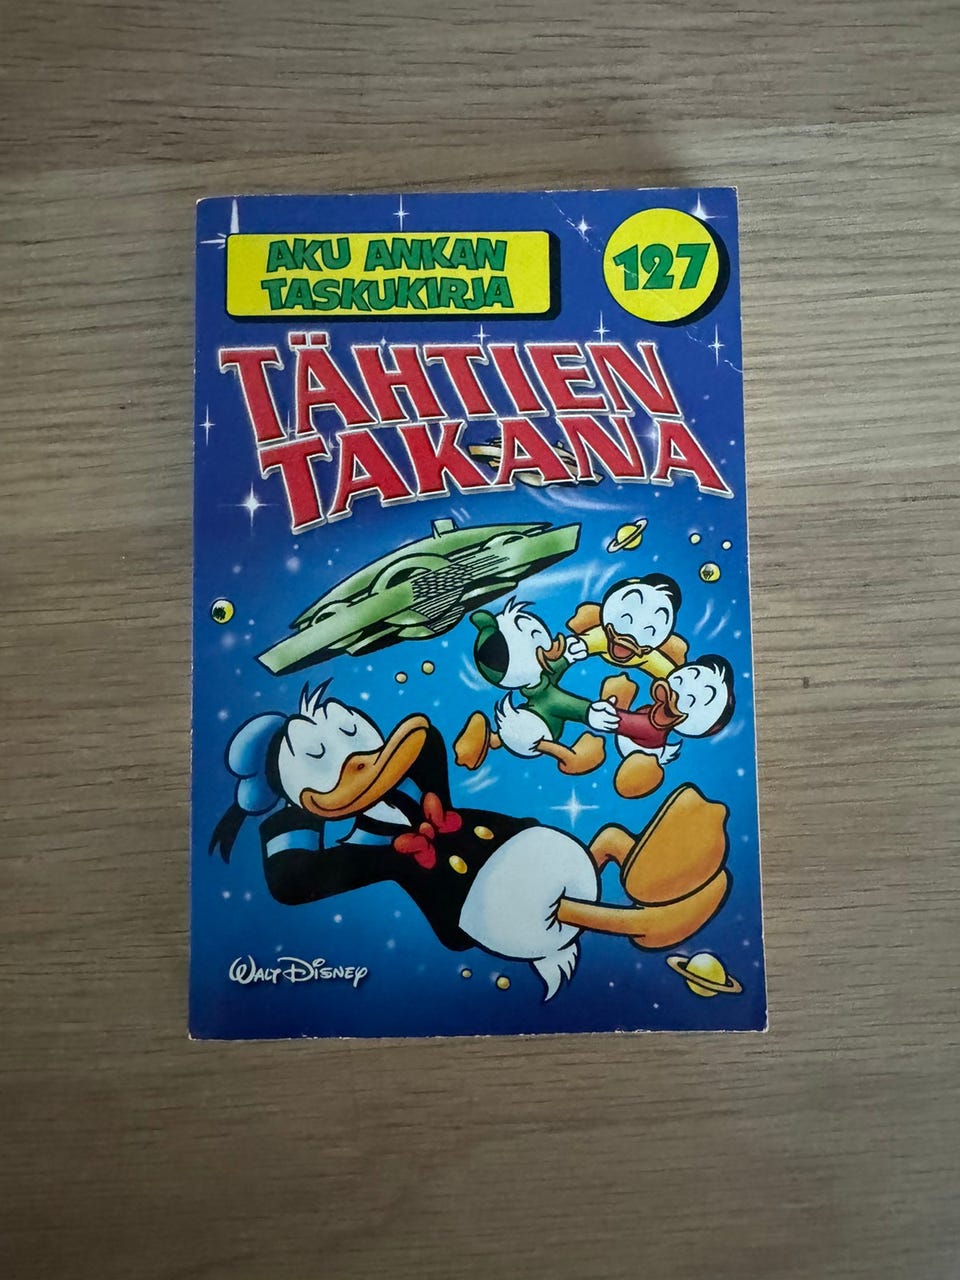 AKU ANKAN
TASKUKIRJA
127
TÄHTIEN
TAKANA
WALT DISNEY